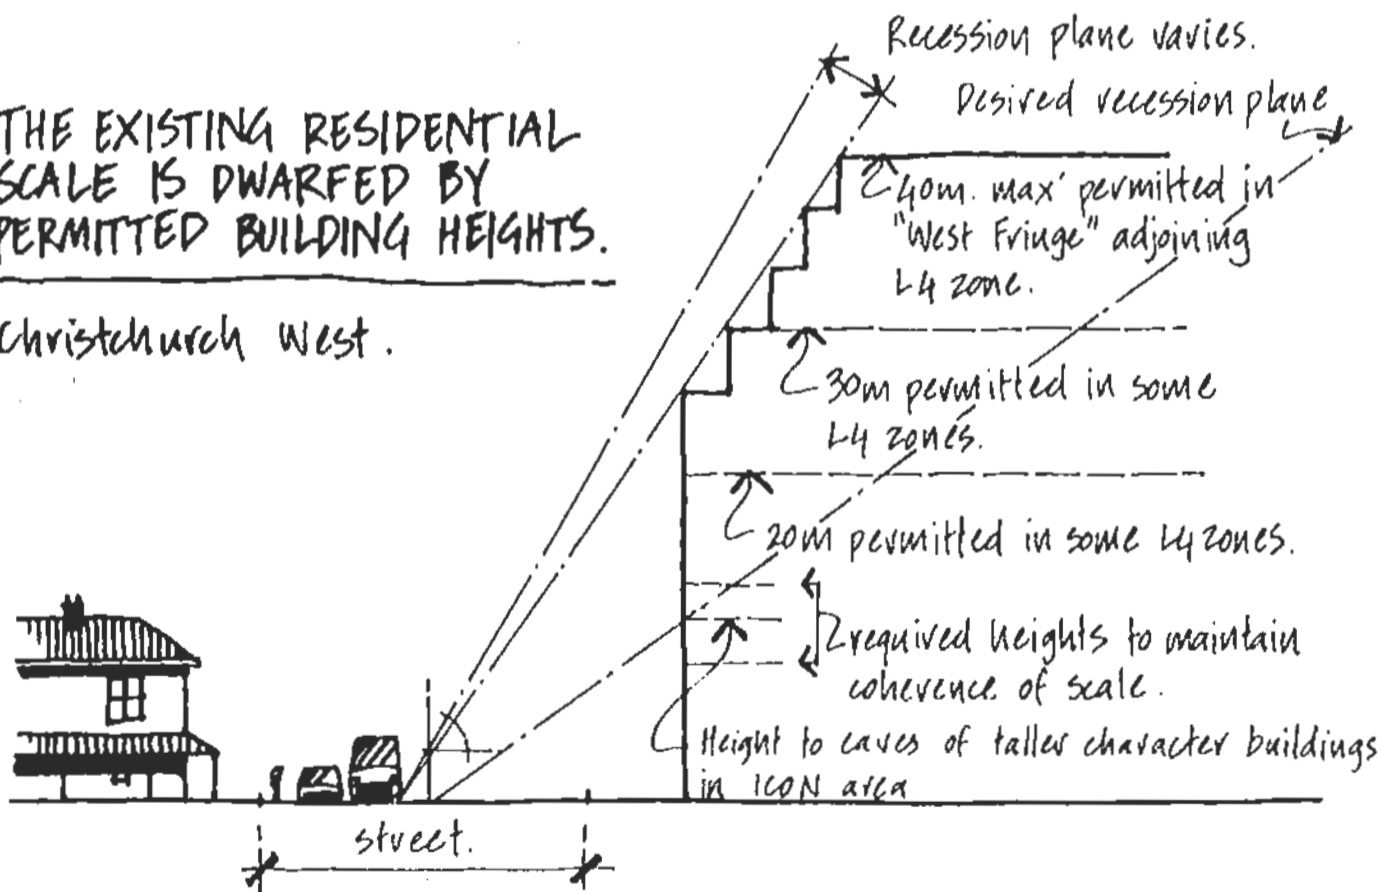 THE EXISTING RESIDENTIAL
SCALE IS DWARFED BY
PERMITTED BUILDING HEIGHTS.
Christchurch West.
Recession plane varies.
Desired recession plane
40m. max' permitted in
"West Fringe" adjoining
L4 zone.
30m permitted in some
L4 zones.
20m permitted in some L4 zones.
required heights to maintain
coherence of scale.
Height to eaves of taller character buildings
in ICON area
street.